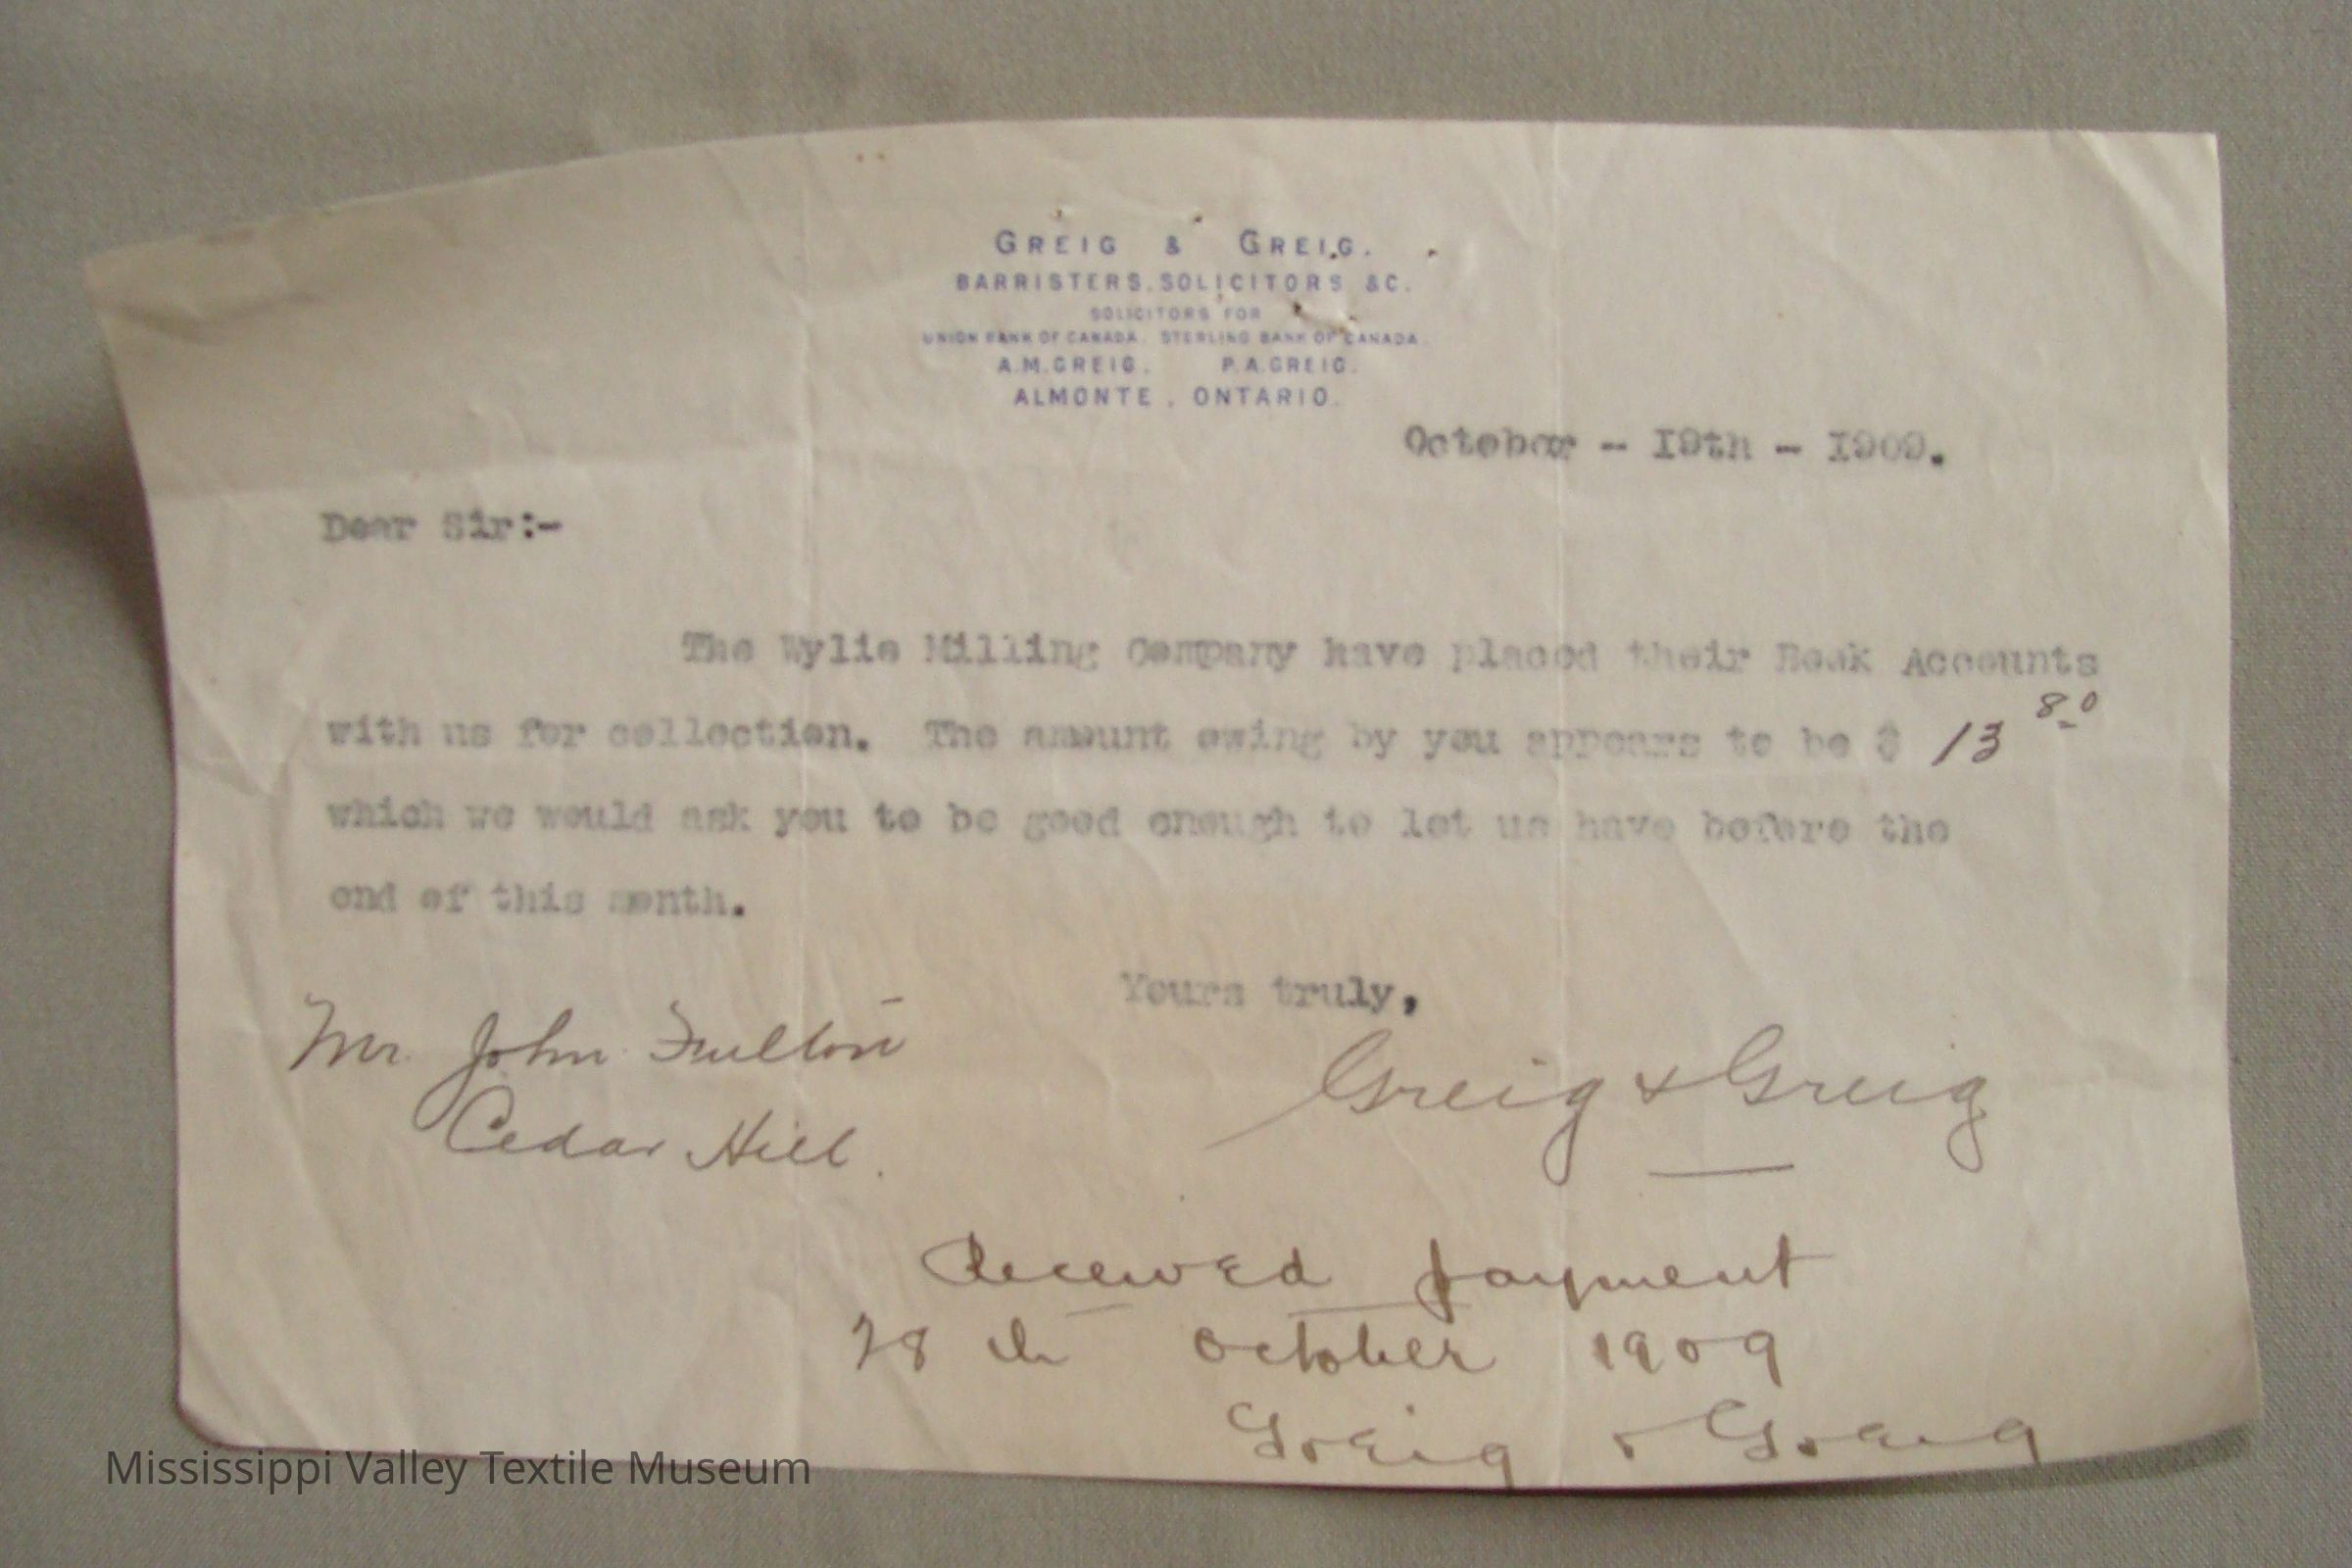 GREIG & GREIG.
BARRISTERS, SOLICITORS &C.
SOLICITORS FOR
UNION BANK OF CANADA. STERLING BANK OF CANADA.
A.M. GREIG. P.A. GREIG.
ALMONTE, ONTARIO.
October - 19th - 1909.
Dear Sir:-
The Wylie Milling Company have placed their Book Accounts
with us for collection. The amount owing by you appears to be $ 13 80
which we would ask you to be good enough to let us have before the
end of this month.
Yours truly,
Mr. John Fulton
Cedar Hill.
Greig & Greig
Received payment
28 th October 1909
Greig & Greig
Mississippi Valley Textile Museum